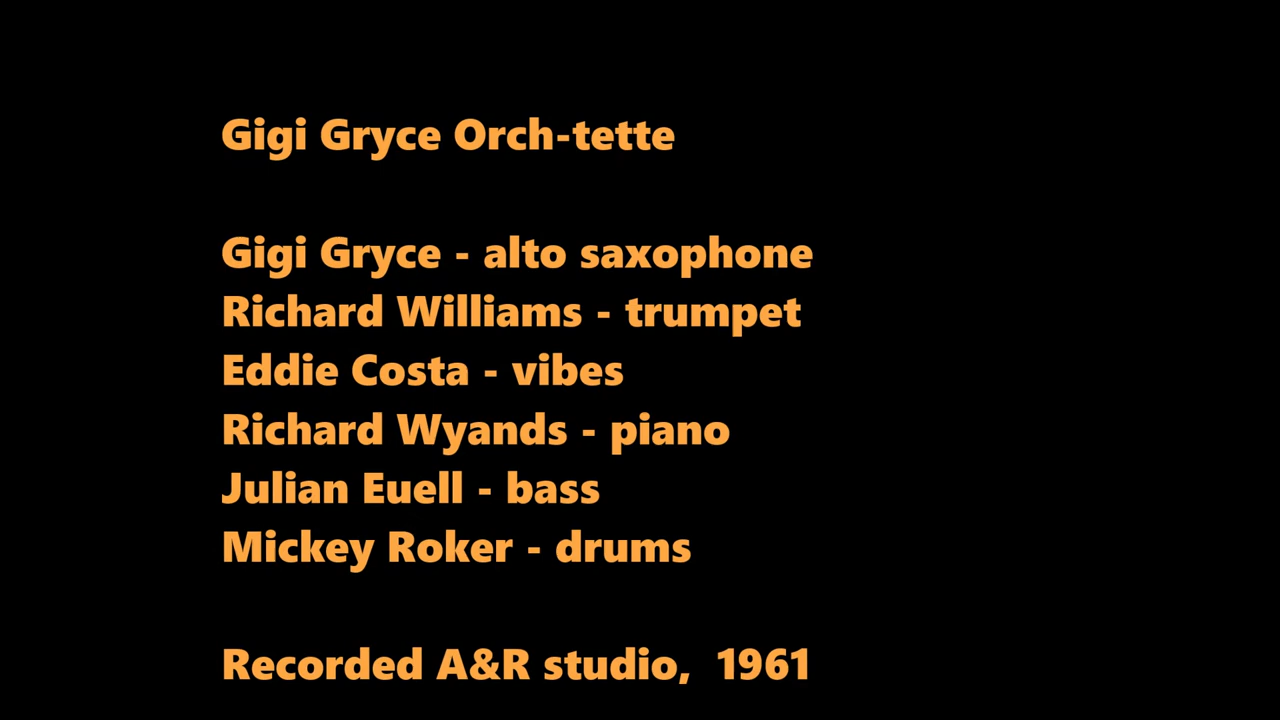 Gigi Gryce Orch-tette
Gigi Gryce - alto saxophone
Richard Williams - trumpet
Eddie Costa - vibes
Richard Wyands - piano
Julian Euell - bass
Mickey Roker - drums
Recorded A&R studio,  1961